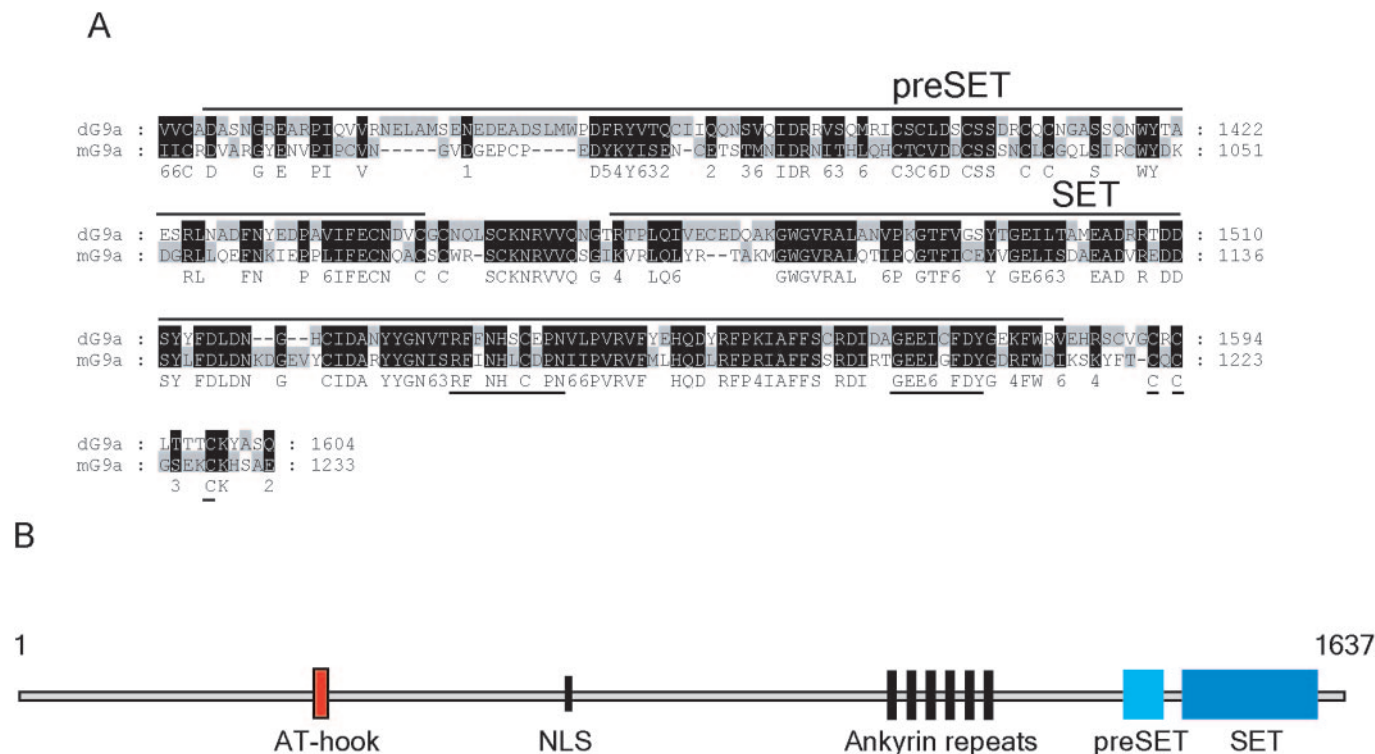 A
preSET
dG9a : VVCADASNGREARPIQVVRNELAMSENEDEADSLMWPDFRYVTQCIIQQNSVQIDRRVSQMRICSCLDSCSSDRCQCNGASSQNWYTA : 1422
mG9a : IICRDVARGYENVPIPCVN-----GVDGEPCP----EDYKYISEN-CETSTMNIDRNITHLQHCTCVDDCSSSNCLCGQLSIRCWYDK : 1051
66C D G E PI V 1 D54Y632 2 36 IDR 63 6 C3C6D CSS C C S WY
SET
dG9a : ESRLNADFNYEDPAVIFECNDVCGCNQLSCKNRVVQNGTRTPLQIVECEDQAKGWGVRALANVPKGTFVGSYTGEILTAMEADRRTDD : 1510
mG9a : DGRLLQEFNKIEPPLIFECNQACSCWR-SCKNRVVQSGIKVRLQLYR--TAKMGWGVRALQTIPQGTFICEYVGELISDAEADVREDD : 1136
RL FN P 6IFECN C C SCKNRVVQ G 4 LQ6 GWGVRAL 6P GTF6 Y GE663 EAD R DD
dG9a : SYYFDLDN--G--HCIDANYYGNVTRFFNHSCEPNVLPVRVFYEHQDYRFPKIAFFSCRDIDAGEEICFDYGEKFWRVEHRSCVGCRC : 1594
mG9a : SYLFDLDNKDGEVYCIDARYYGNISRFINHLCDPNIIPVRVFMLHQDLRFPRIAFFSSRDIRTGEELGFDYGDRFWDIKSKYFT-CQC : 1223
SY FDLDN G CIDA YYGN63RF NH C PN66PVRVF HQD RFP4IAFFS RDI GEE6 FDYG 4FW 6 4 C C
dG9a : LTTTCKYASQ : 1604
mG9a : GSEKCKHSAE : 1233
3 CK 2
B
1 1637
AT-hook NLS Ankyrin repeats preSET SET